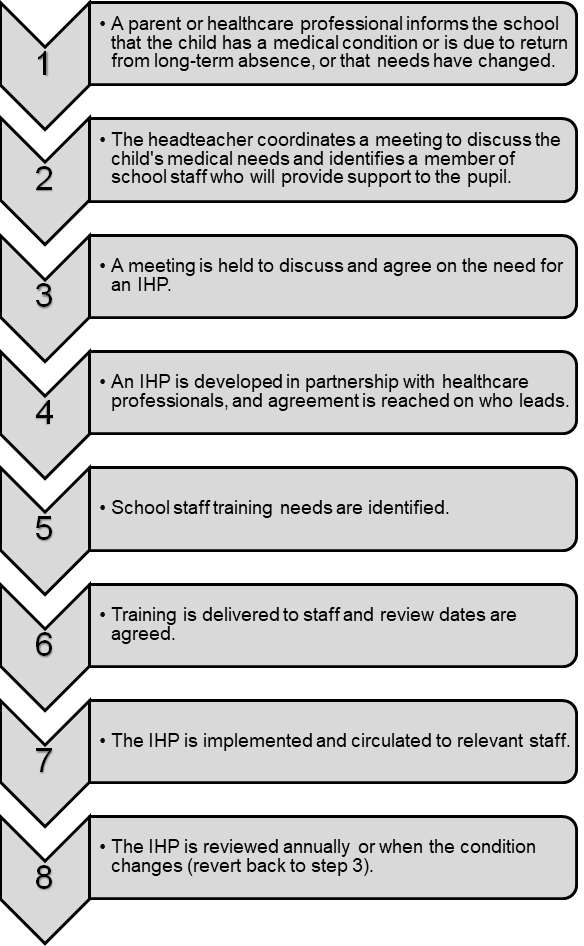 1
• A parent or healthcare professional informs the school
that the child has a medical condition or is due to return
from long-term absence, or that needs have changed.
2
• The headteacher coordinates a meeting to discuss the
child's medical needs and identifies a member of
school staff who will provide support to the pupil.
3
• A meeting is held to discuss and agree on the need for
an IHP.
4
• An IHP is developed in partnership with healthcare
professionals, and agreement is reached on who leads.
5
• School staff training needs are identified.
6
• Training is delivered to staff and review dates are
agreed.
7
• The IHP is implemented and circulated to relevant staff.
8
• The IHP is reviewed annually or when the condition
changes (revert back to step 3).